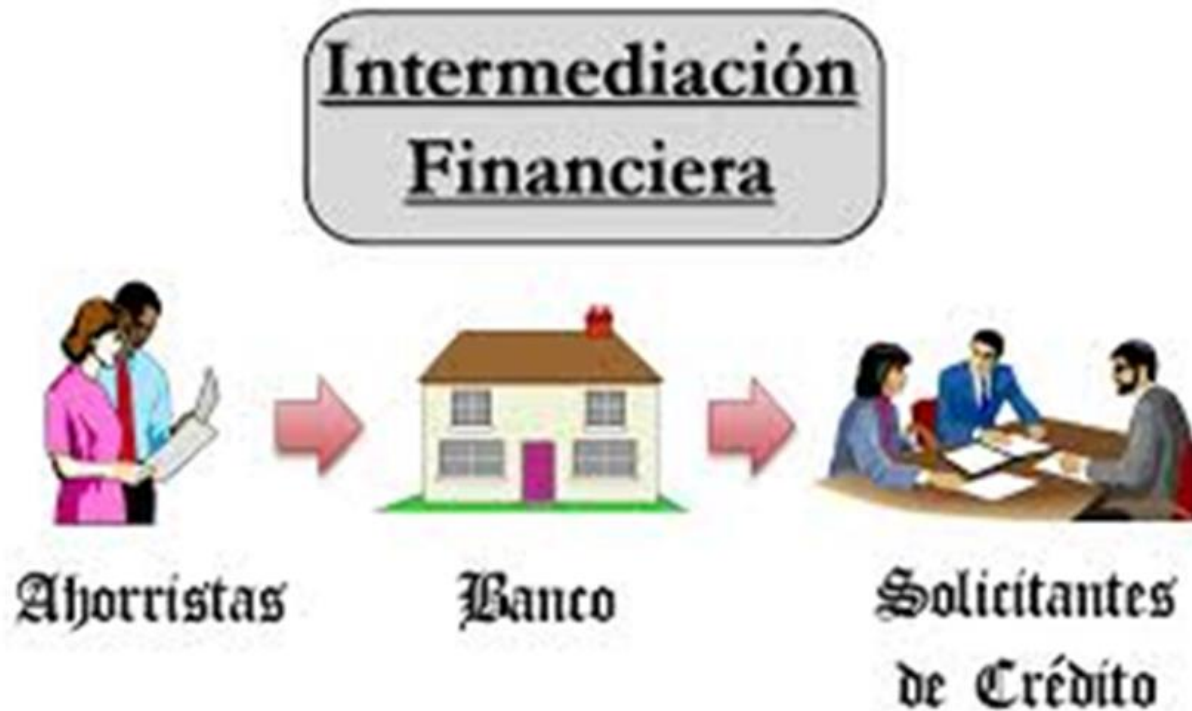 Intermediación
Financiera
Ahorristas
Banco
Solicitantes
de Crédito